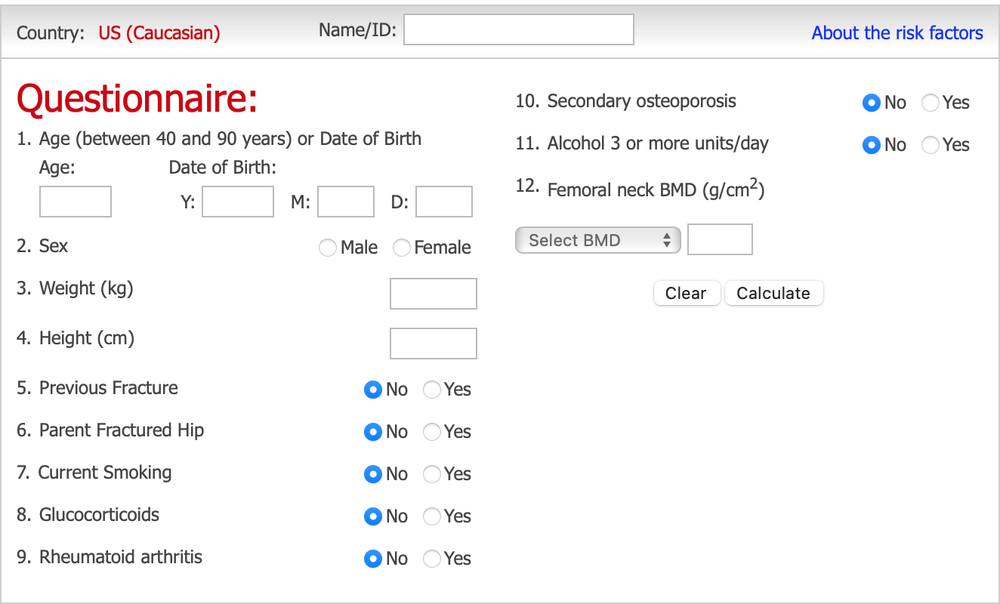 Country: US (Caucasian) Name/ID: About the risk factors
Questionnaire:
1. Age (between 40 and 90 years) or Date of Birth
Age: Date of Birth:
Y: M: D:
2. Sex Male Female
3. Weight (kg)
4. Height (cm)
5. Previous Fracture No Yes
6. Parent Fractured Hip No Yes
7. Current Smoking No Yes
8. Glucocorticoids No Yes
9. Rheumatoid arthritis No Yes
10. Secondary osteoporosis No Yes
11. Alcohol 3 or more units/day No Yes
12. Femoral neck BMD (g/cm²)
Select BMD
Clear Calculate